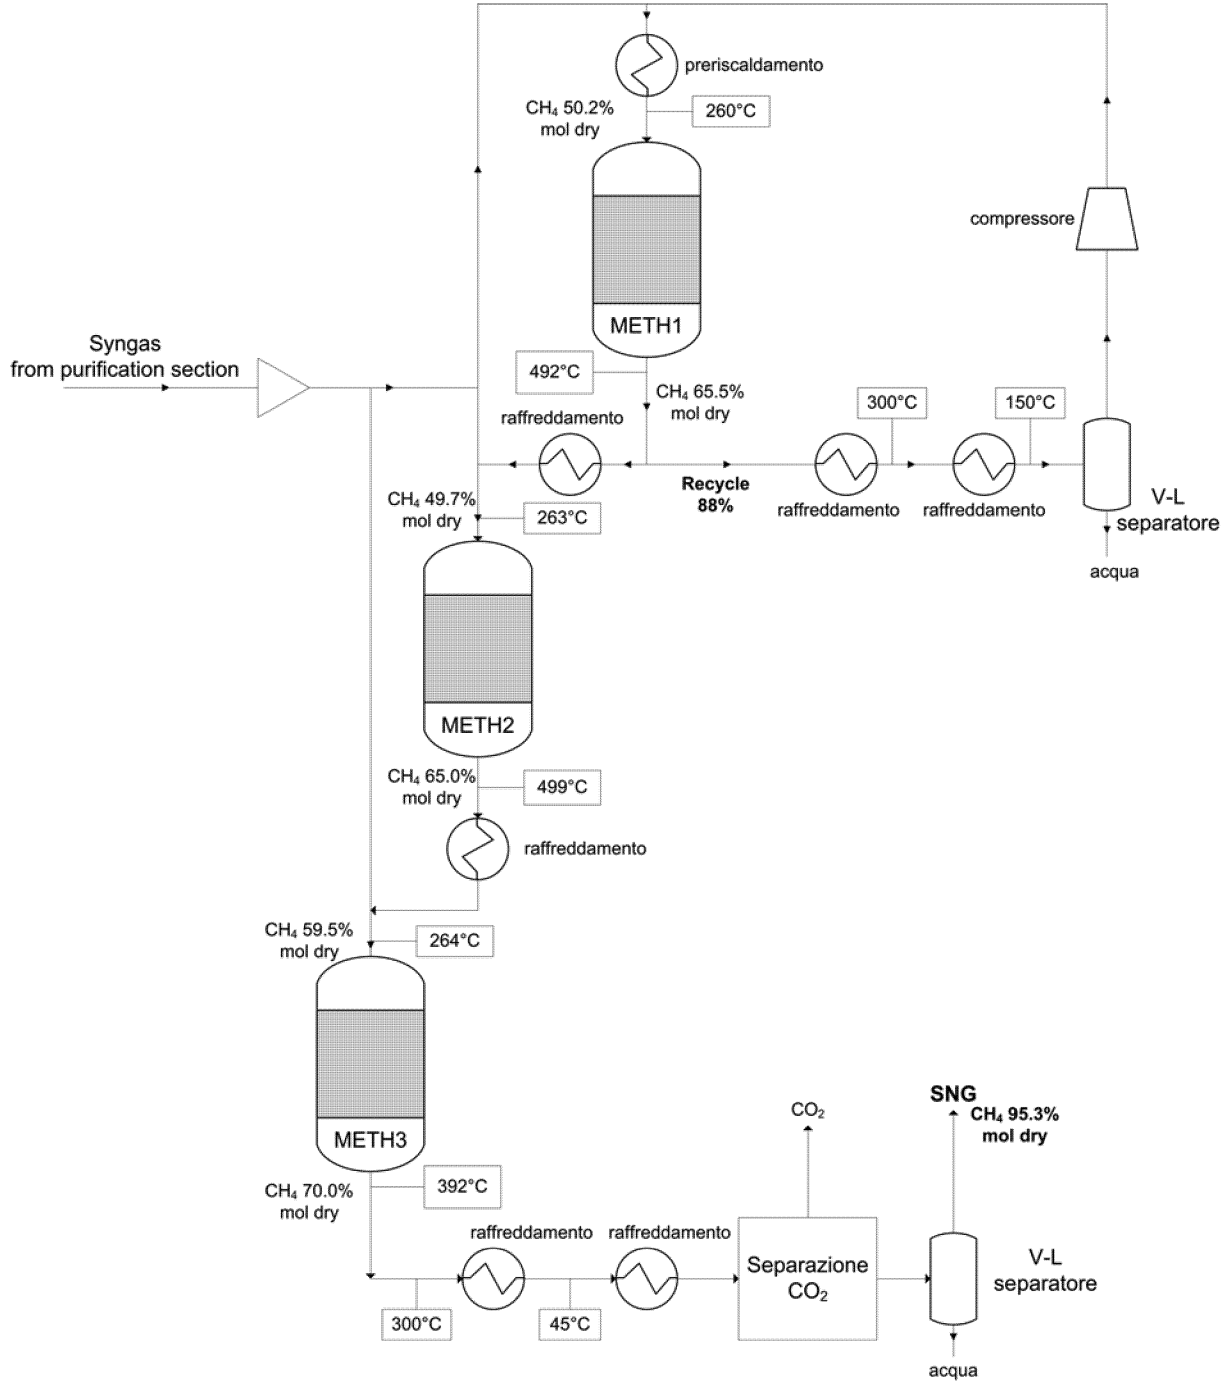 preriscaldamento
CH₄ 50.2%
mol dry
260°C
compressore
METH1
Syngas
from purification section
492°C
CH₄ 65.5%
mol dry
300°C
150°C
raffreddamento
Recycle
88%
raffreddamento
raffreddamento
V-L
separatore
acqua
CH₄ 49.7%
mol dry
263°C
METH2
CH₄ 65.0%
mol dry
499°C
raffreddamento
CH₄ 59.5%
mol dry
264°C
METH3
CH₄ 70.0%
mol dry
392°C
raffreddamento
raffreddamento
300°C
45°C
CO₂
Separazione
CO₂
SNG
CH₄ 95.3%
mol dry
V-L
separatore
acqua